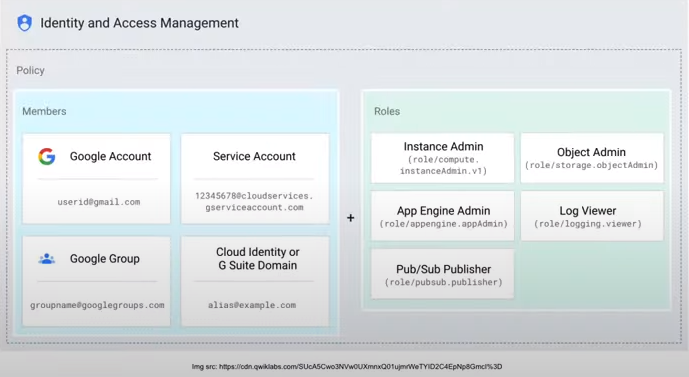 Identity and Access Management
Policy
Members
Google Account
userid@gmail.com
Service Account
12345678@cloudservices.
gserviceaccount.com
Google Group
groupname@googlegroups.com
Cloud Identity or
G Suite Domain
alias@example.com
+
Roles
Instance Admin
(role/compute.
instanceAdmin.v1)
Object Admin
(role/storage.objectAdmin)
App Engine Admin
(role/appengine.appAdmin)
Log Viewer
(role/logging.viewer)
Pub/Sub Publisher
(role/pubsub.publisher)